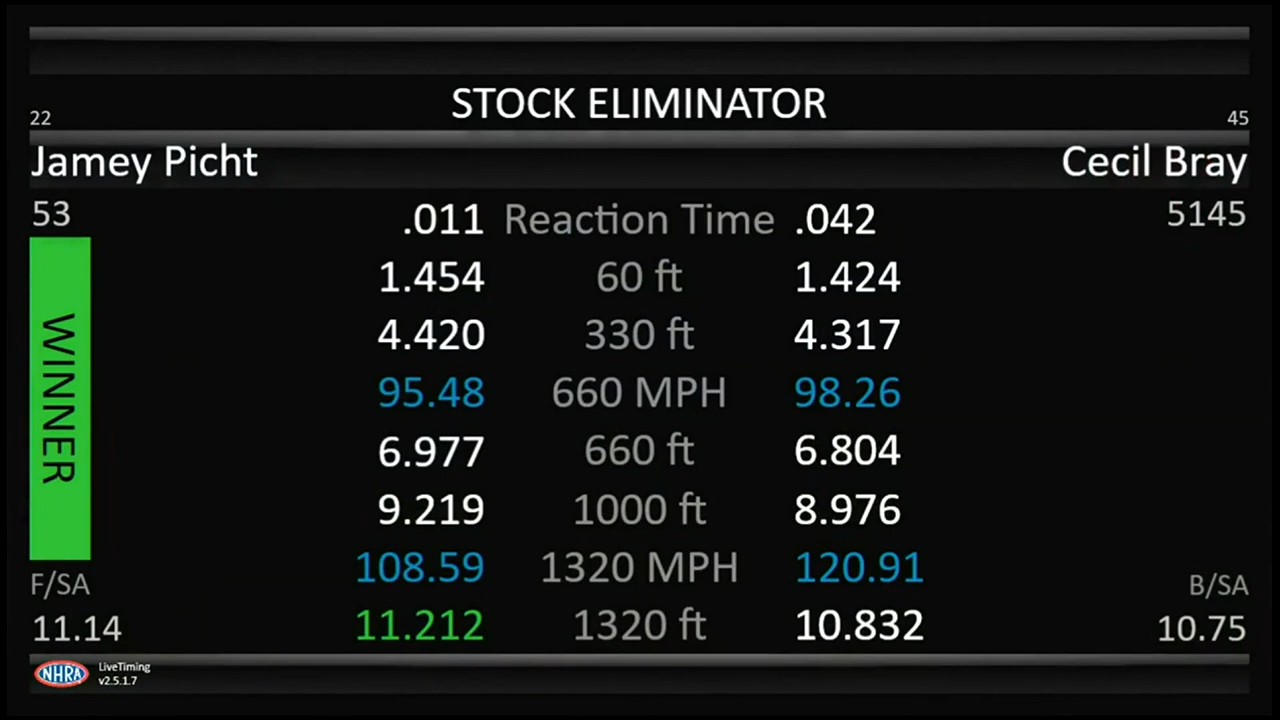 STOCK ELIMINATOR
22 45
Jamey Picht Cecil Bray
53 5145
.011 Reaction Time .042
1.454 60 ft 1.424
4.420 330 ft 4.317
95.48 660 MPH 98.26
6.977 660 ft 6.804
9.219 1000 ft 8.976
108.59 1320 MPH 120.91
11.212 1320 ft 10.832
WINNER
F/SA B/SA
11.14 10.75
NHRA LiveTiming
v2.5.1.7